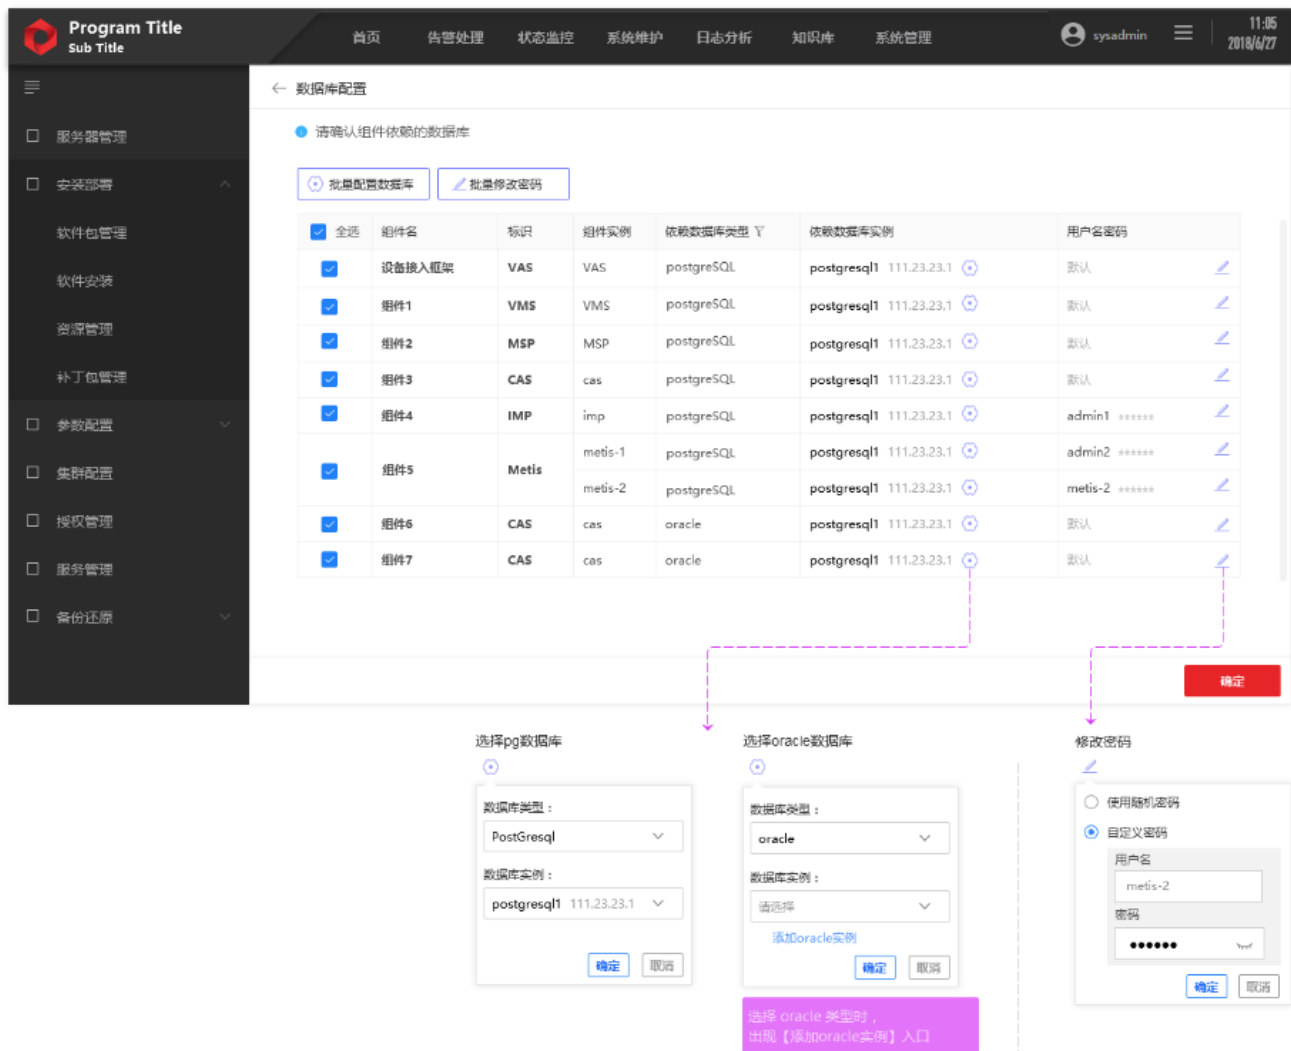 Program Title
Sub Title
首页 告警处理 状态监控 系统维护 日志分析 知识库 系统管理
sysadmin
11:05
2018/6/27
服务器管理
安装部署
软件包管理
软件安装
资源管理
补丁包管理
参数配置
集群配置
授权管理
服务管理
备份还原
数据库配置
请确认组件依赖的数据库
批量配置数据库 批量修改密码
全选 组件名 标识 组件实例 依赖数据库类型 依赖数据库实例 用户名密码
设备接入框架 VAS VAS postgreSQL postgresql1 111.23.23.1 默认
组件1 VMS VMS postgreSQL postgresql1 111.23.23.1 默认
组件2 MSP MSP postgreSQL postgresql1 111.23.23.1 默认
组件3 CAS cas postgreSQL postgresql1 111.23.23.1 默认
组件4 IMP imp postgreSQL postgresql1 111.23.23.1 admin1 ******
组件5 Metis metis-1 postgreSQL postgresql1 111.23.23.1 admin2 ******
metis-2 postgreSQL postgresql1 111.23.23.1 metis-2 ******
组件6 CAS cas oracle postgresql1 111.23.23.1 默认
组件7 CAS cas oracle postgresql1 111.23.23.1 默认
确定
选择pg数据库
数据库类型：
PostGresql
数据库实例：
postgresql1 111.23.23.1
确定 取消
选择oracle数据库
数据库类型：
oracle
数据库实例：
请选择
添加oracle实例
确定 取消
选择 oracle 类型时，
出现【添加oracle实例】入口
修改密码
使用随机密码
自定义密码
用户名
metis-2
密码
●●●●●●
确定 取消